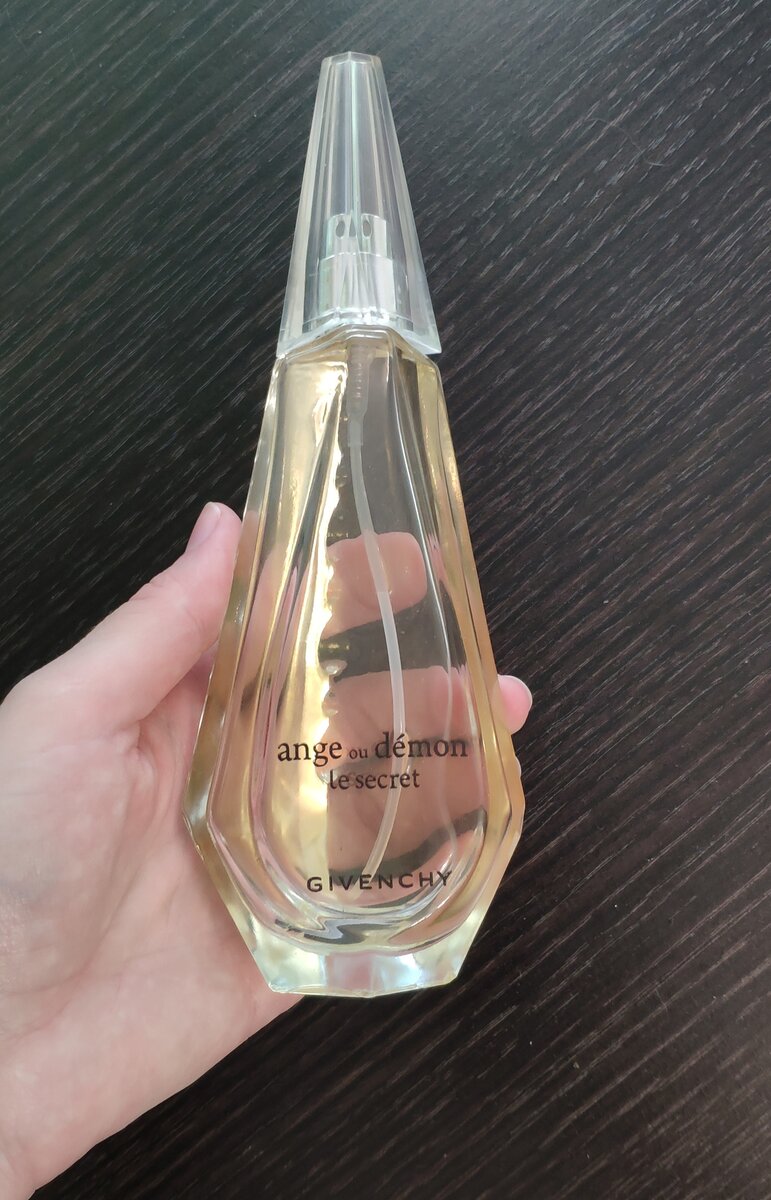 ange ou démon
le secret
GIVENCHY